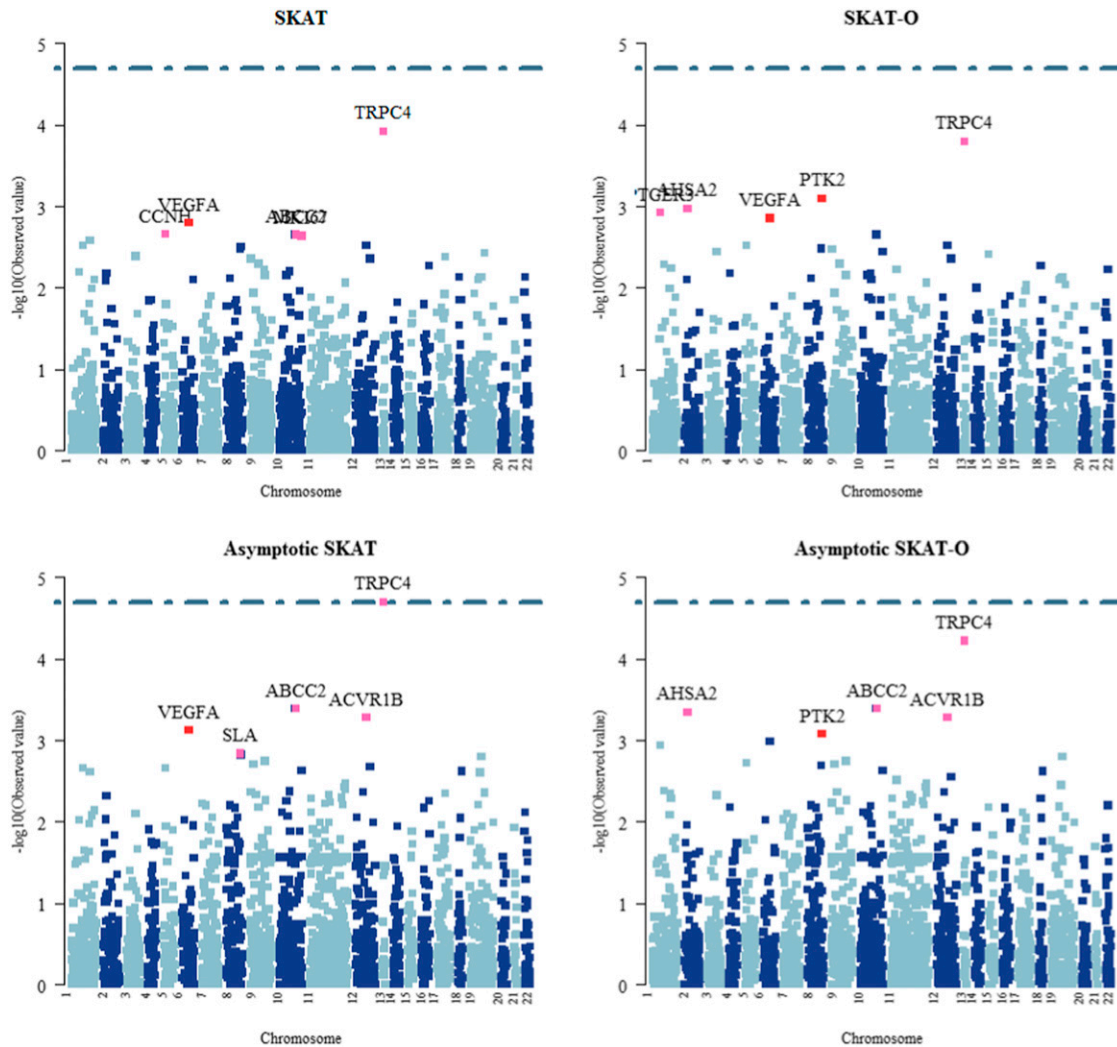 SKAT
5
4
3
2
1
0
-log10(Observed value)
TRPC4
VEGFA
CCNH
ABCC2
1 2 3 4 5 6 7 8 9 10 11 12 13 14 15 16 17 18 19 20 21 22
Chromosome
SKAT-O
5
4
3
2
1
0
-log10(Observed value)
TRPC4
PTK2
AHSA2
VEGFA
1 2 3 4 5 6 7 8 9 10 11 12 13 14 15 16 17 18 19 20 21 22
Chromosome
Asymptotic SKAT
5
4
3
2
1
0
-log10(Observed value)
TRPC4
ABCC2
ACVR1B
VEGFA
SLA
1 2 3 4 5 6 7 8 9 10 11 12 13 14 15 16 17 18 19 20 21 22
Chromosome
Asymptotic SKAT-O
5
4
3
2
1
0
-log10(Observed value)
TRPC4
AHSA2
ABCC2
ACVR1B
PTK2
1 2 3 4 5 6 7 8 9 10 11 12 13 14 15 16 17 18 19 20 21 22
Chromosome